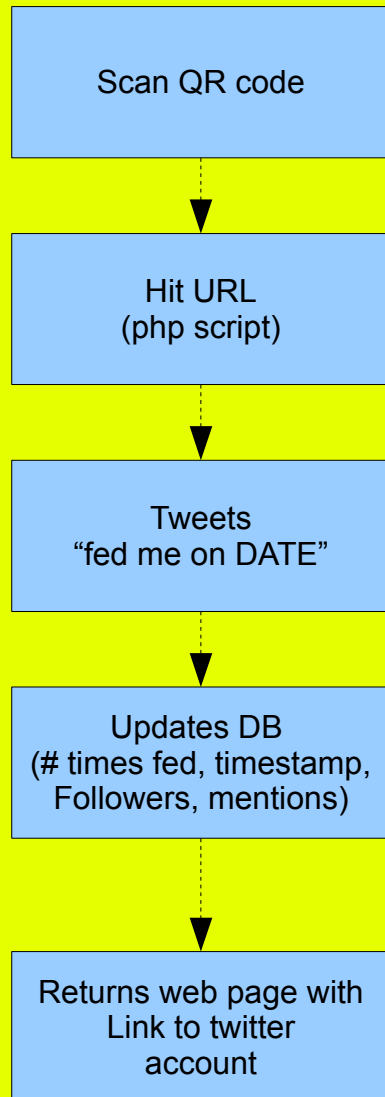 Scan QR code
Hit URL
(php script)
Tweets
“fed me on DATE”
Updates DB
(# times fed, timestamp,
Followers, mentions)
Returns web page with
Link to twitter
account